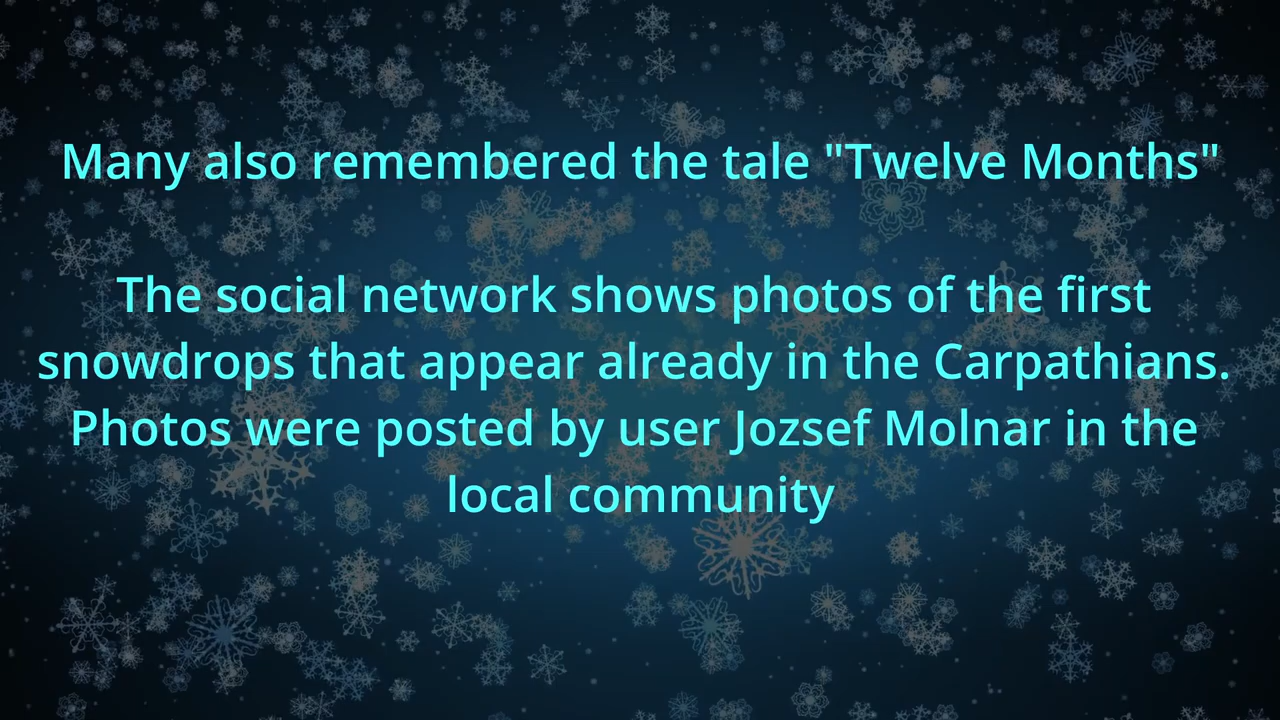 Many also remembered the tale "Twelve Months"
The social network shows photos of the first
snowdrops that appear already in the Carpathians.
Photos were posted by user Jozsef Molnar in the
local community